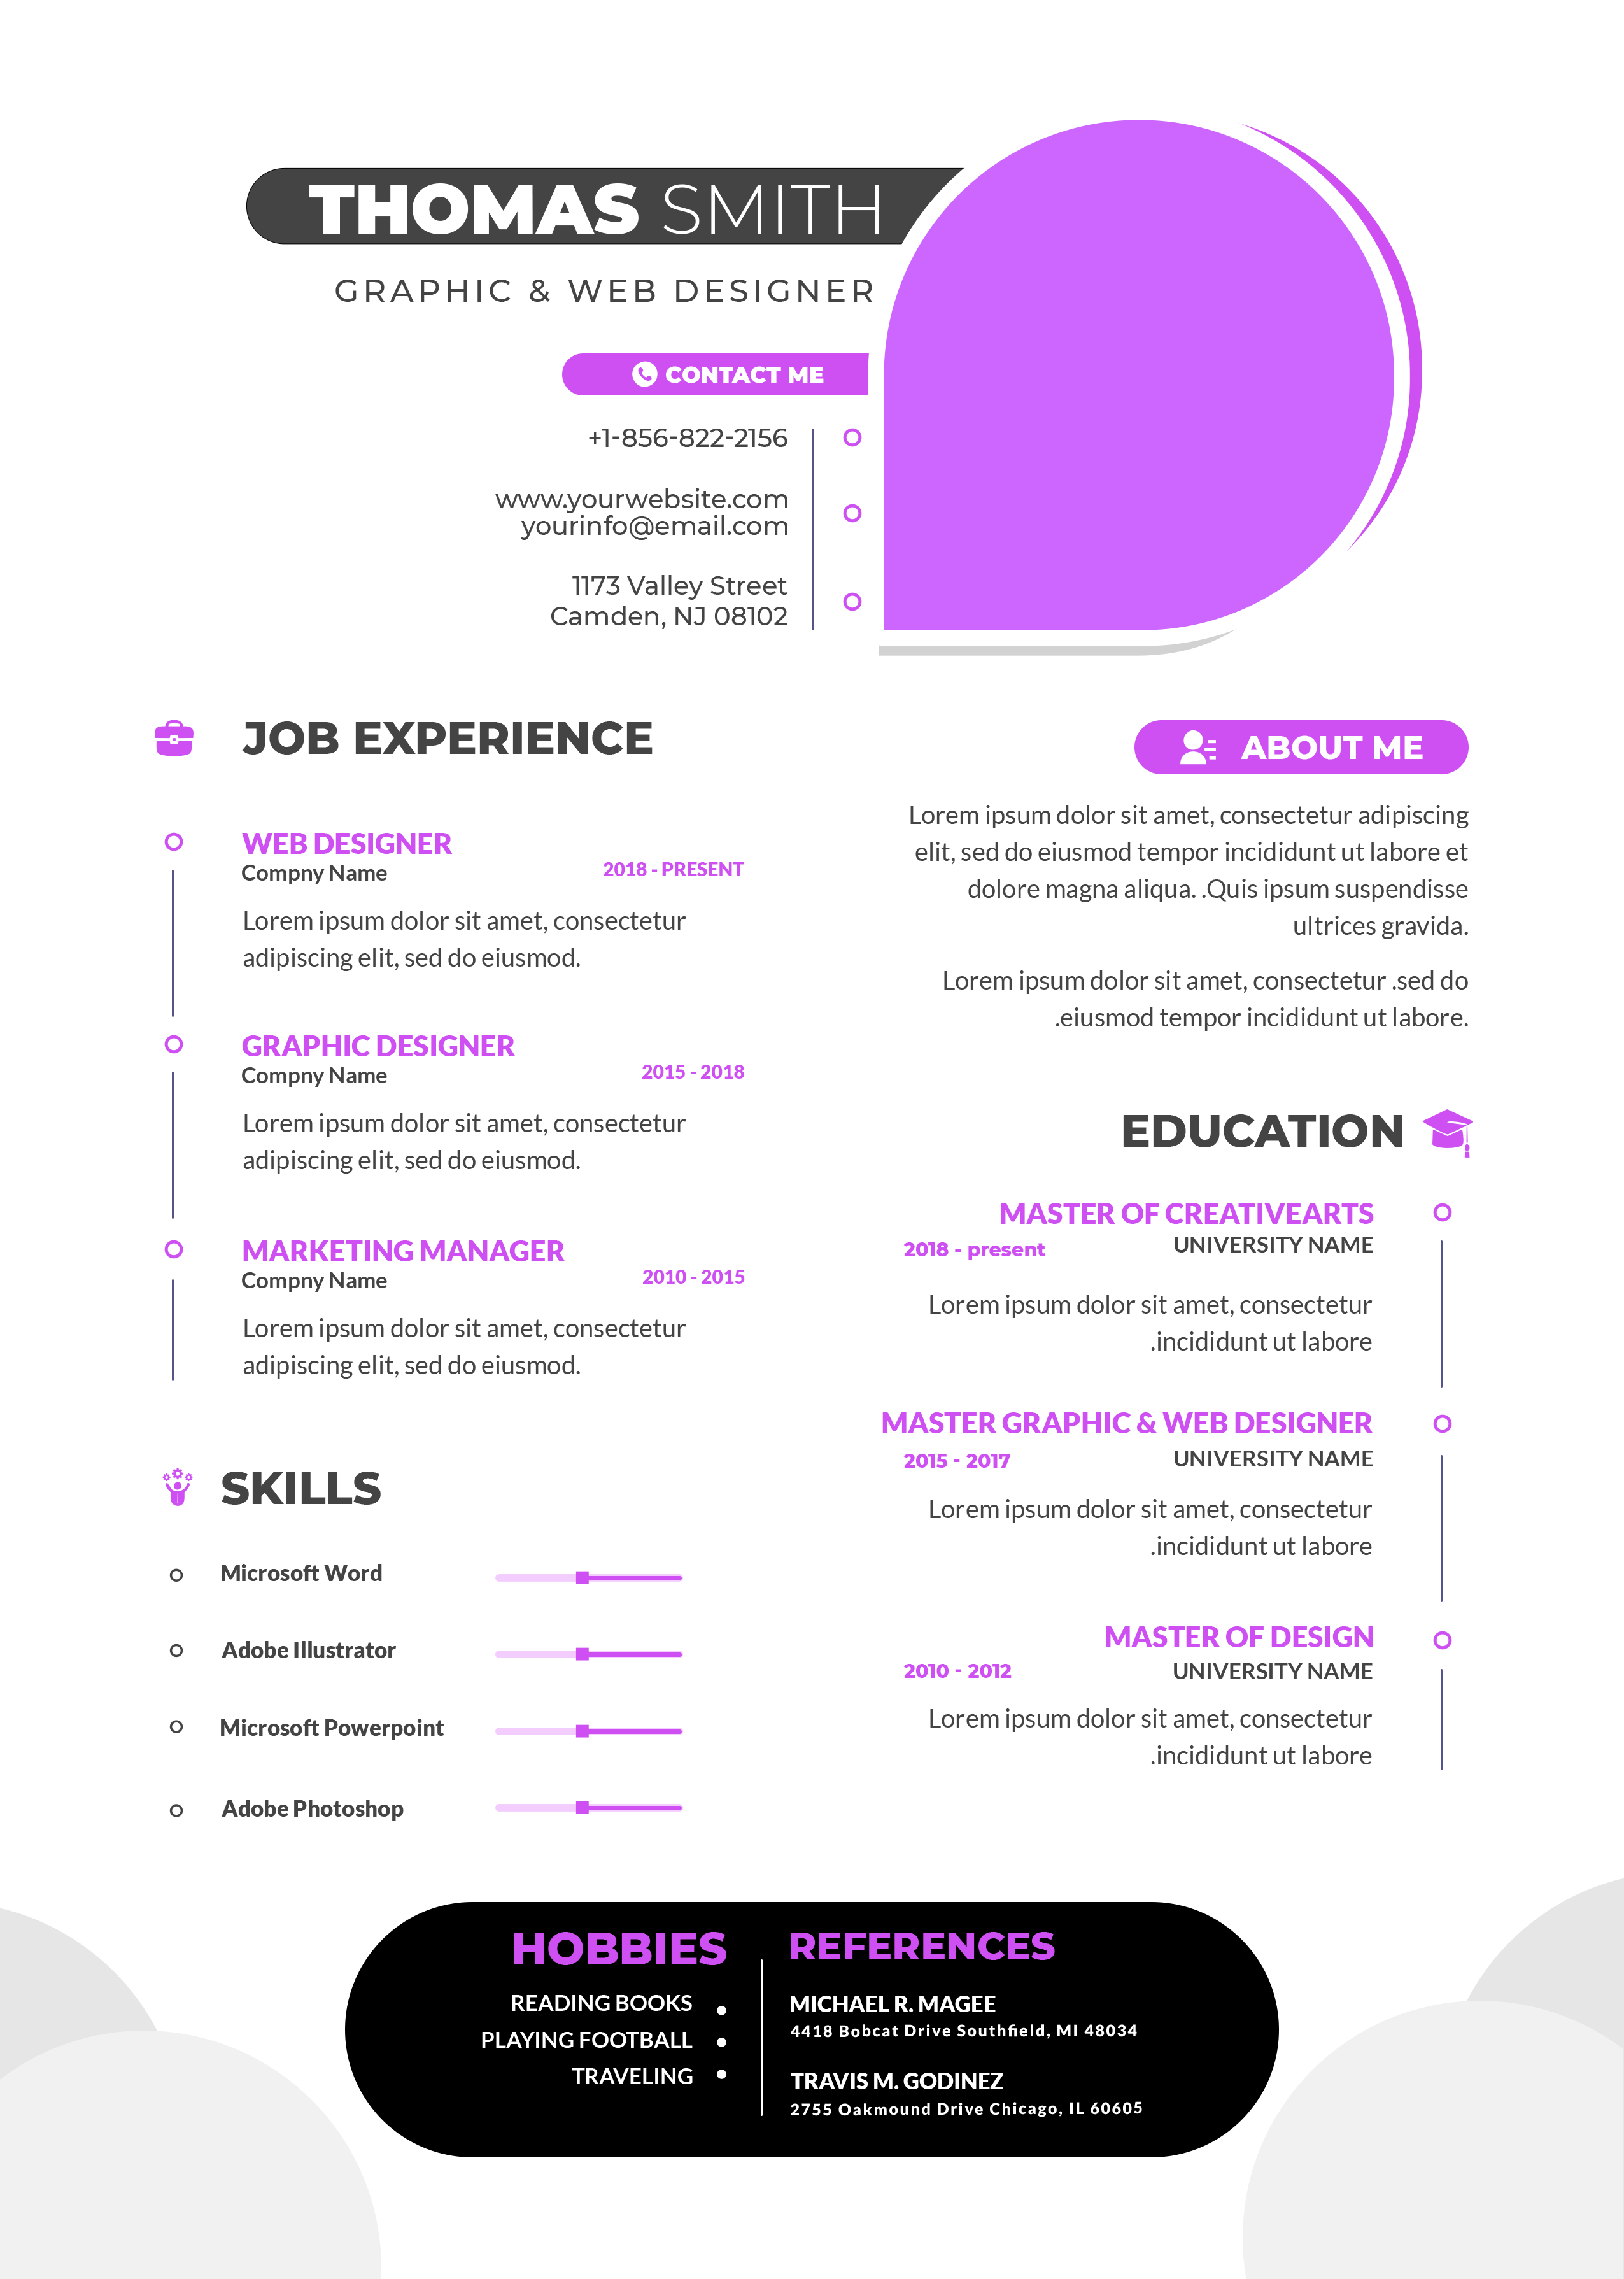 THOMAS SMITH
GRAPHIC & WEB DESIGNER
CONTACT ME
+1-856-822-2156
www.yourwebsite.com
yourinfo@email.com
1173 Valley Street
Camden, NJ 08102
JOB EXPERIENCE
WEB DESIGNER
Compny Name
2018 - PRESENT
Lorem ipsum dolor sit amet, consectetur
adipiscing elit, sed do eiusmod.
GRAPHIC DESIGNER
Compny Name
2015 - 2018
Lorem ipsum dolor sit amet, consectetur
adipiscing elit, sed do eiusmod.
MARKETING MANAGER
Compny Name
2010 - 2015
Lorem ipsum dolor sit amet, consectetur
adipiscing elit, sed do eiusmod.
SKILLS
Microsoft Word
Adobe Illustrator
Microsoft Powerpoint
Adobe Photoshop
ABOUT ME
Lorem ipsum dolor sit amet, consectetur adipiscing
elit, sed do eiusmod tempor incididunt ut labore et
dolore magna aliqua. .Quis ipsum suspendisse
ultrices gravida.
Lorem ipsum dolor sit amet, consectetur .sed do
.eiusmod tempor incididunt ut labore.
EDUCATION
MASTER OF CREATIVEARTS
2018 - present
UNIVERSITY NAME
Lorem ipsum dolor sit amet, consectetur
.incididunt ut labore
MASTER GRAPHIC & WEB DESIGNER
2015 - 2017
UNIVERSITY NAME
Lorem ipsum dolor sit amet, consectetur
.incididunt ut labore
MASTER OF DESIGN
2010 - 2012
UNIVERSITY NAME
Lorem ipsum dolor sit amet, consectetur
.incididunt ut labore
HOBBIES
READING BOOKS
PLAYING FOOTBALL
TRAVELING
REFERENCES
MICHAEL R. MAGEE
4418 Bobcat Drive Southfield, MI 48034
TRAVIS M. GODINEZ
2755 Oakmound Drive Chicago, IL 60605